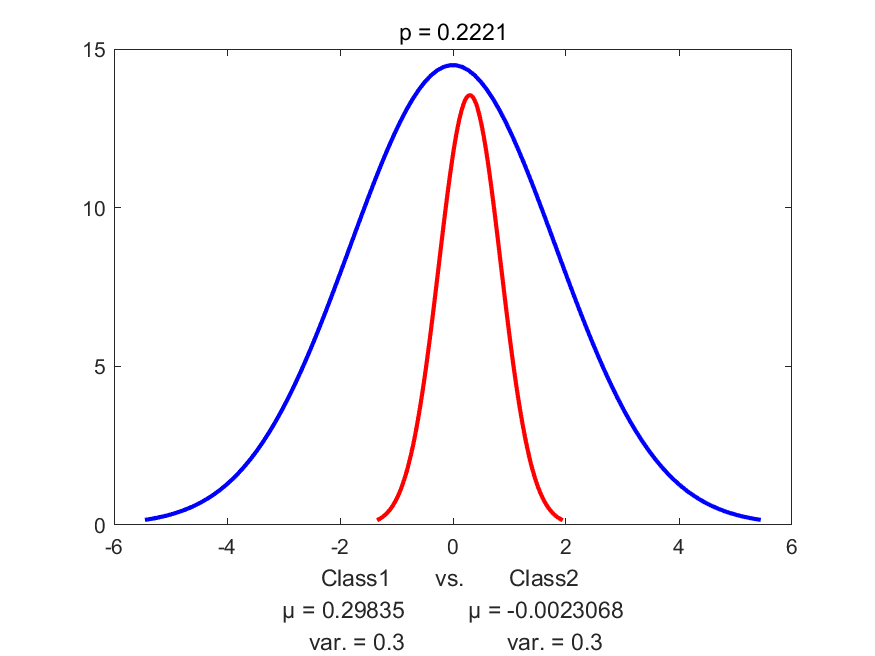 p = 0.2221
15
10
5
0
-6 -4 -2 0 2 4 6
Class1 vs. Class2
μ = 0.29835 μ = -0.0023068
var. = 0.3 var. = 0.3